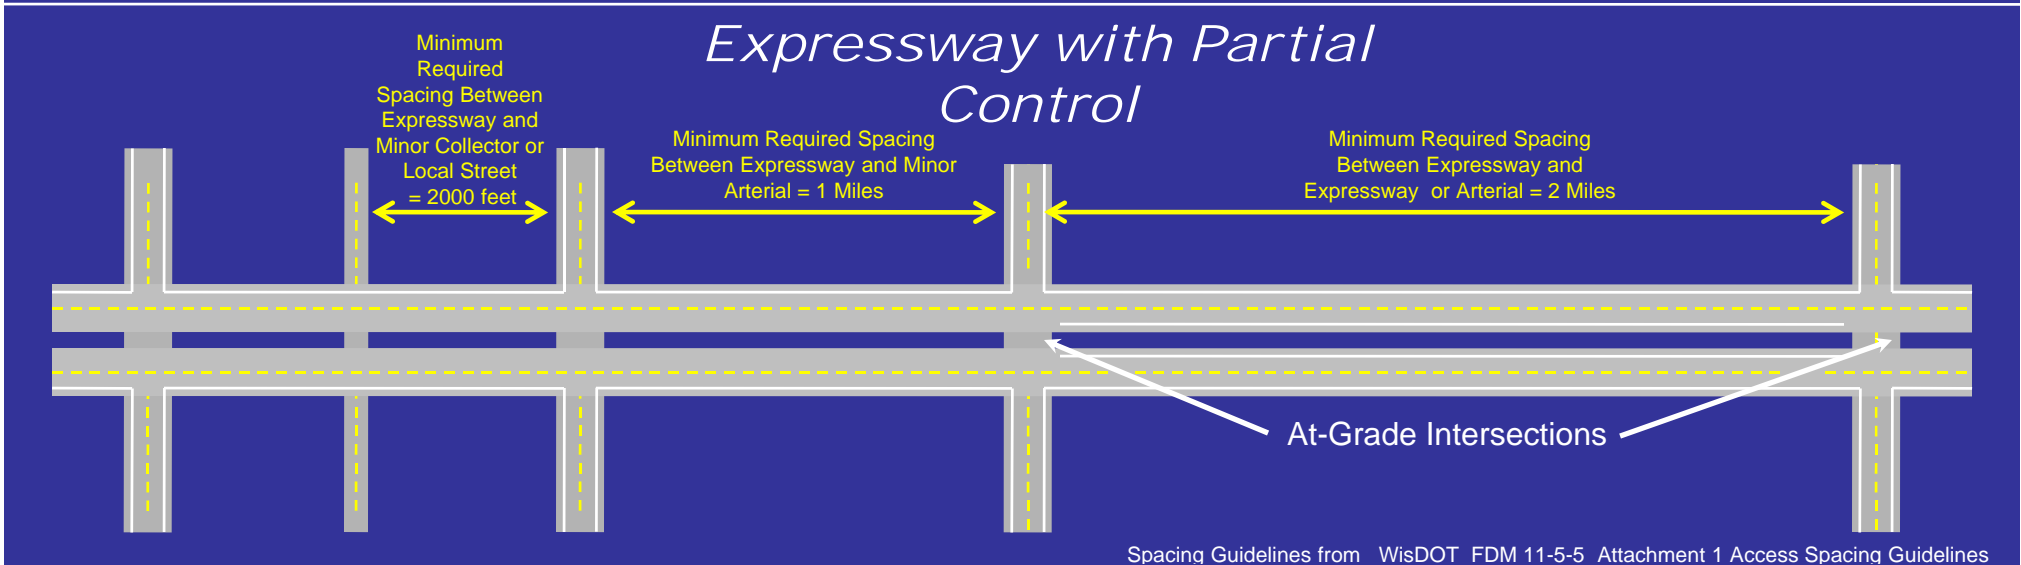 Expressway with Partial
Control
Minimum
Required
Spacing Between
Expressway and
Minor Collector or
Local Street
= 2000 feet
Minimum Required Spacing
Between Expressway and Minor
Arterial = 1 Miles
Minimum Required Spacing
Between Expressway and
Expressway or Arterial = 2 Miles
At-Grade Intersections
Spacing Guidelines from WisDOT FDM 11-5-5 Attachment 1 Access Spacing Guidelines